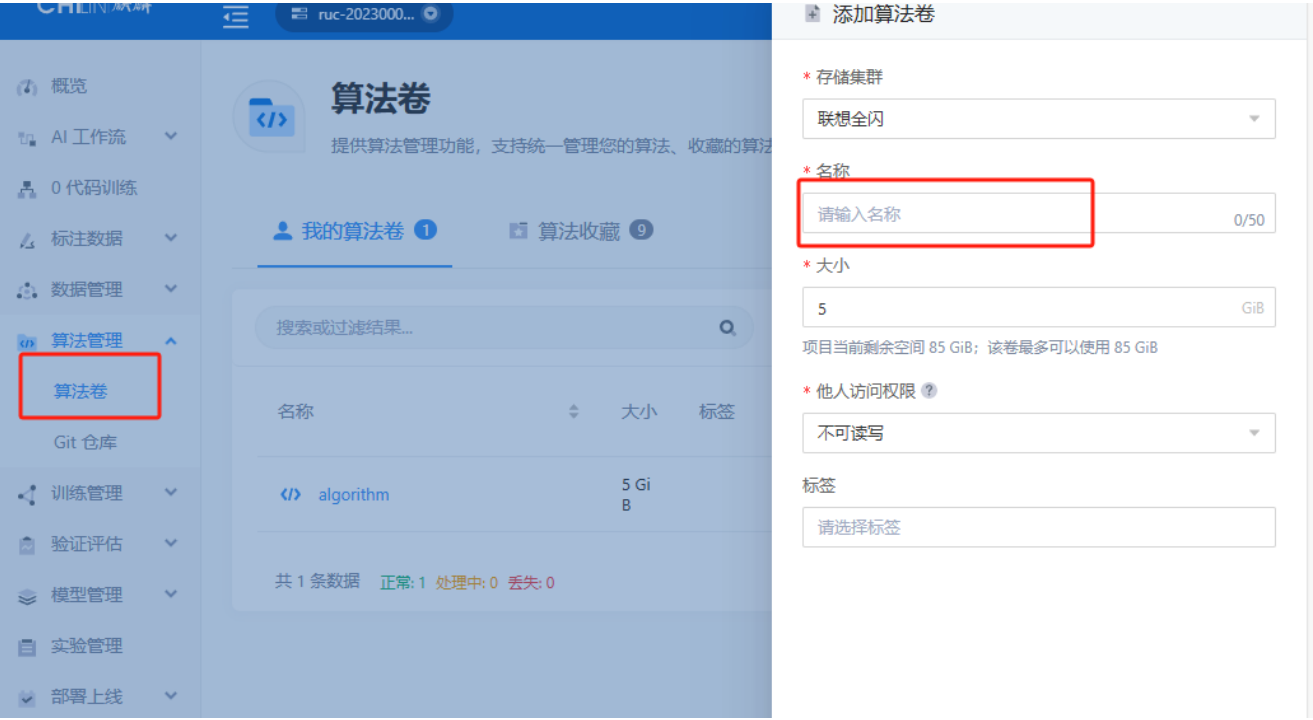 ruc-2023000...
概览
AI 工作流
0 代码训练
标注数据
数据管理
算法管理
算法卷
Git 仓库
训练管理
验证评估
模型管理
实验管理
部署上线
算法卷
提供算法管理功能，支持统一管理您的算法、收藏的算法
我的算法卷 1
算法收藏 9
搜索或过滤结果...
名称 大小 标签
algorithm 5 Gi
B
共 1 条数据 正常: 1 处理中: 0 丢失: 0
添加算法卷
* 存储集群
联想全闪
* 名称
请输入名称 0/50
* 大小
5 GiB
项目当前剩余空间 85 GiB；该卷最多可以使用 85 GiB
* 他人访问权限 ?
不可读写
标签
请选择标签